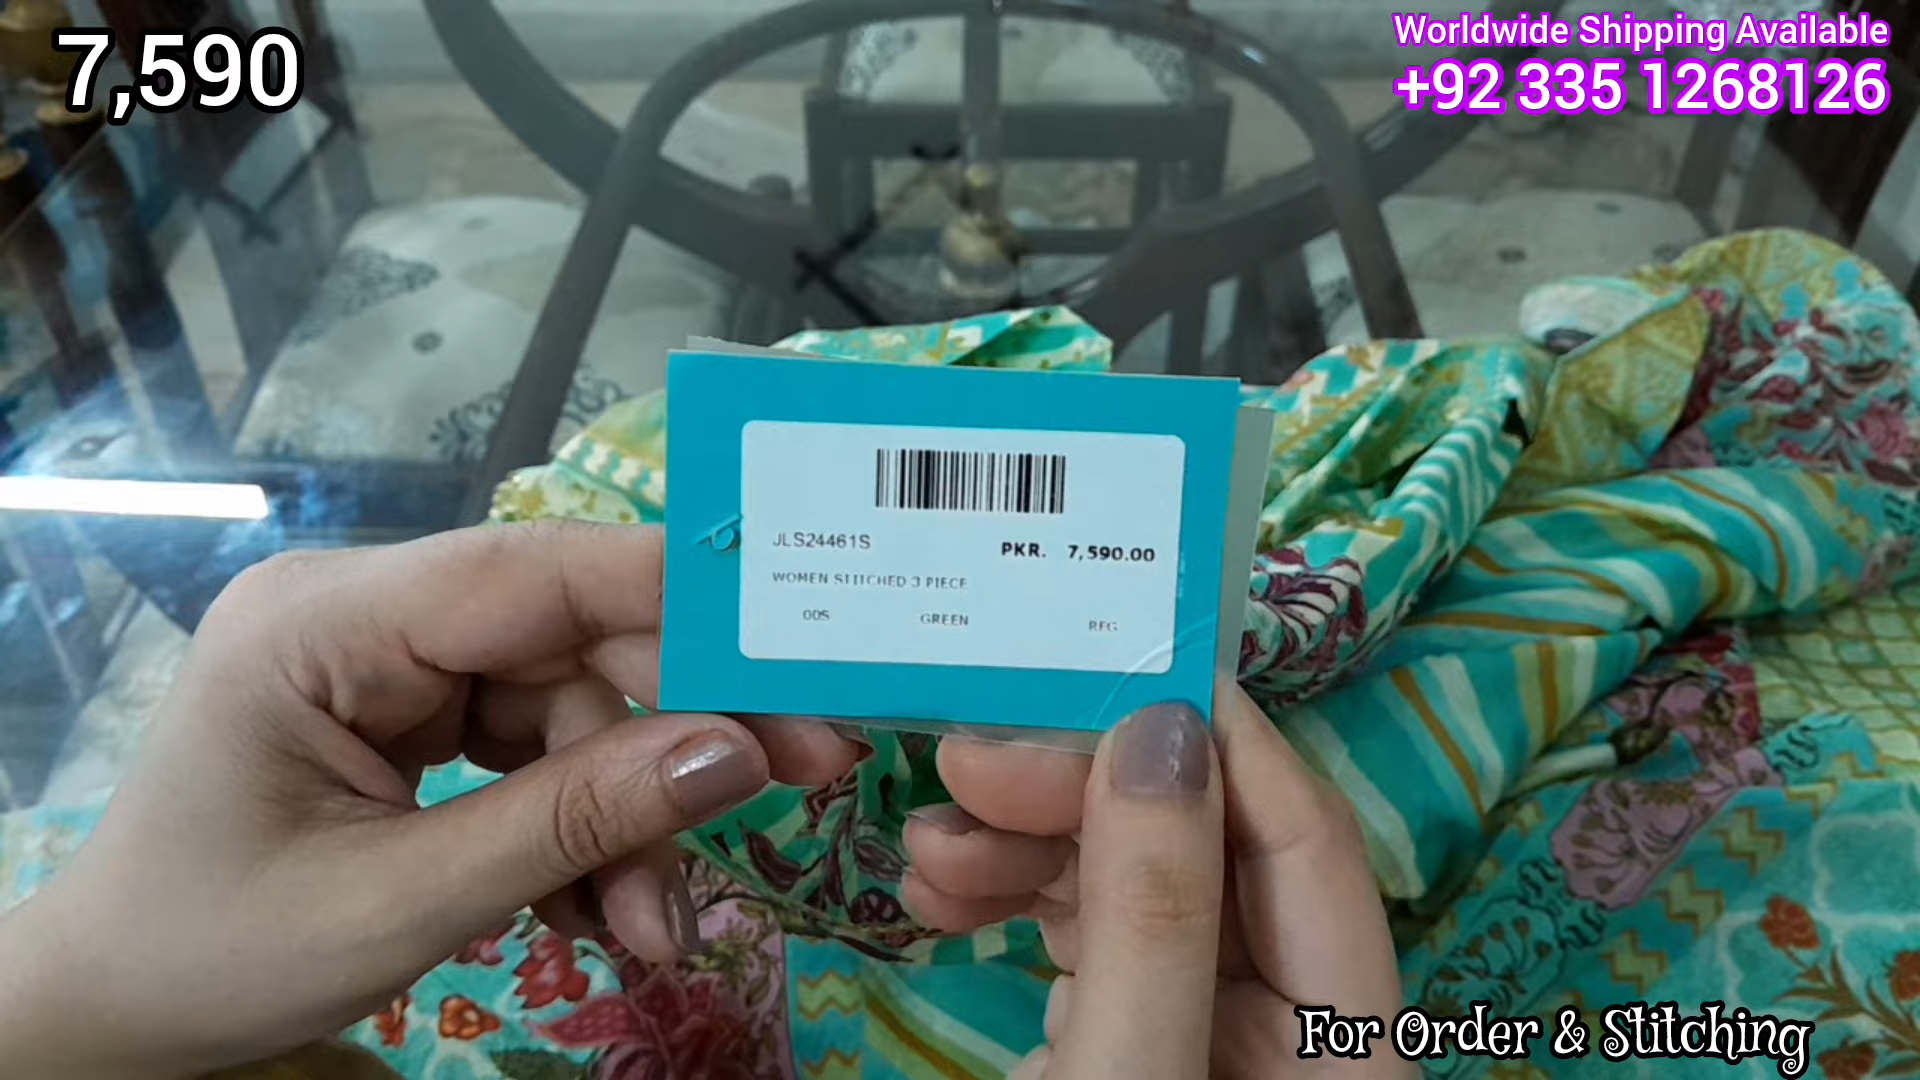 7,590
Worldwide Shipping Available
+92 335 1268126
JLS24461S
PKR. 7,590.00
WOMEN STITCHED 3 PIECE
00S GREEN REG
For Order & Stitching